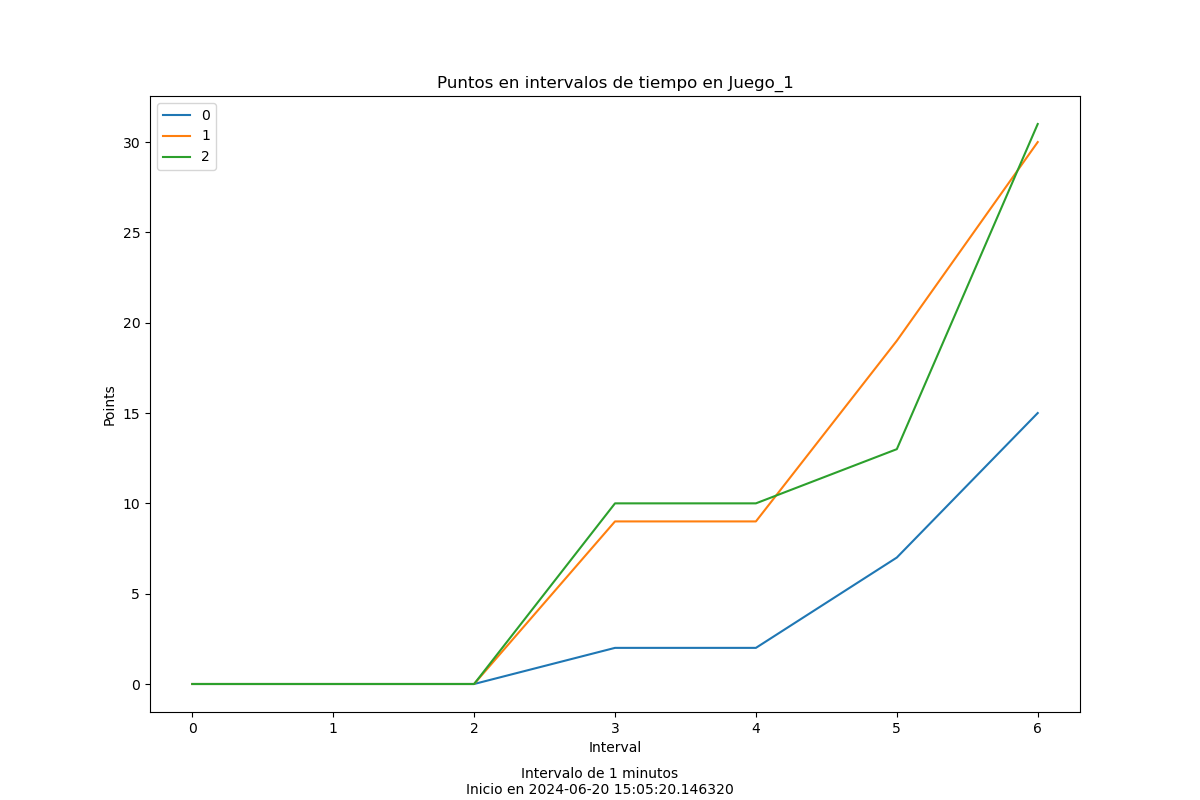 Puntos en intervalos de tiempo en Juego_1
0
1
2
30
25
20
15
10
5
0
Points
0 1 2 3 4 5 6
Interval
Intervalo de 1 minutos
Inicio en 2024-06-20 15:05:20.146320